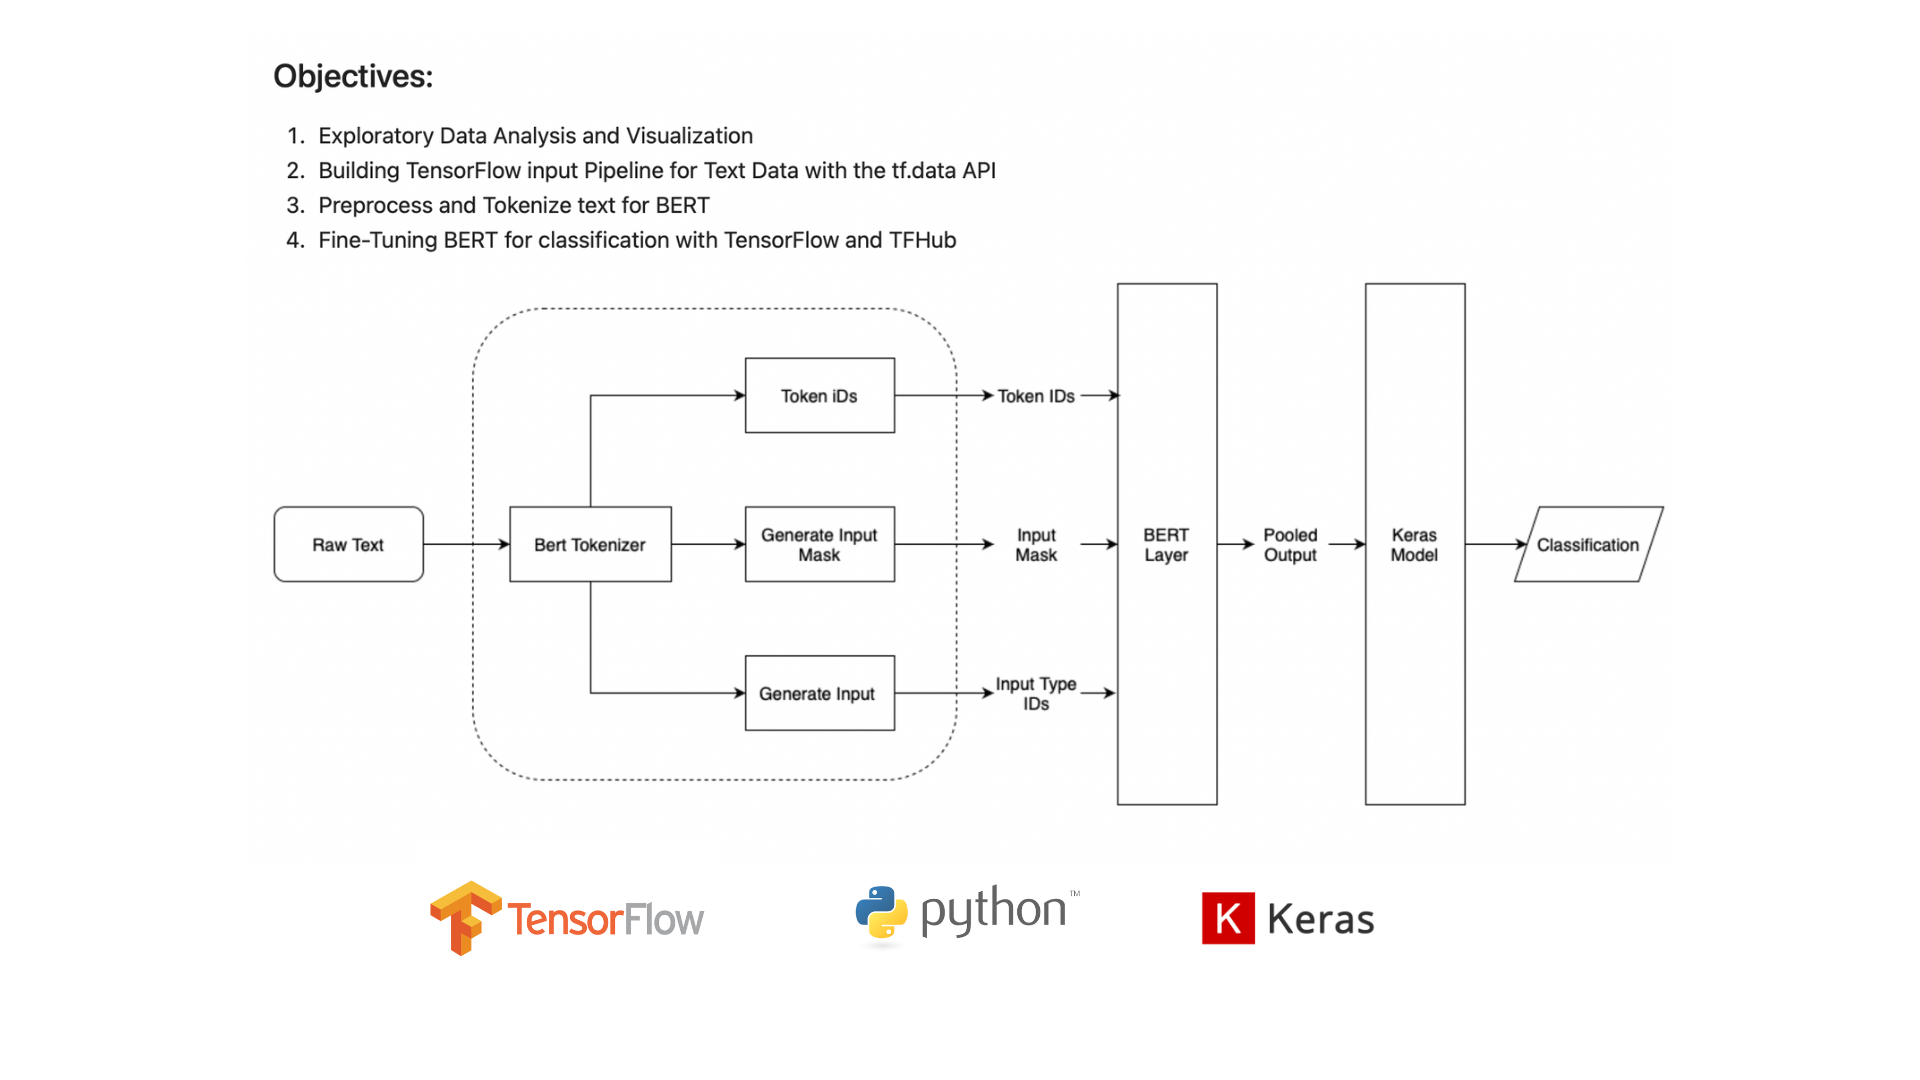 Objectives:
1. Exploratory Data Analysis and Visualization
2. Building TensorFlow input Pipeline for Text Data with the tf.data API
3. Preprocess and Tokenize text for BERT
4. Fine-Tuning BERT for classification with TensorFlow and TFHub
Token iDs
Token IDs
Raw Text
Bert Tokenizer
Generate Input
Mask
Input
Mask
BERT
Layer
Pooled
Output
Keras
Model
Classification
Generate Input
Input Type
IDs
TensorFlow
python™
K Keras